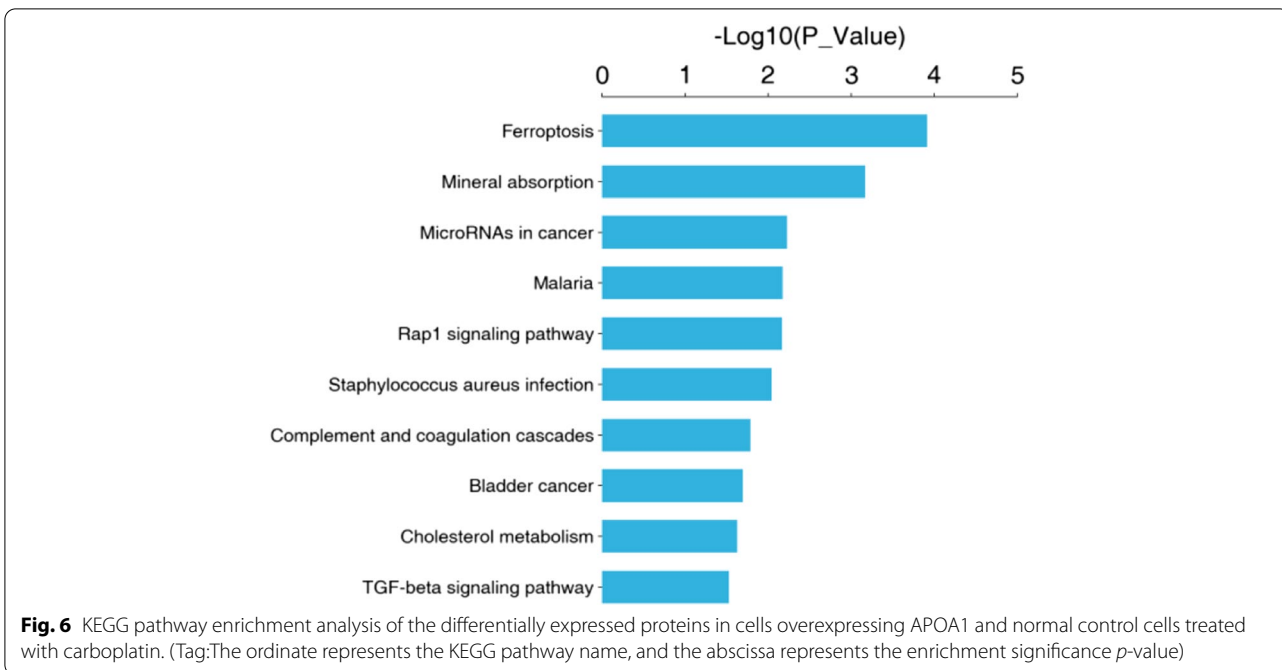 -Log10(P_Value)
0 1 2 3 4 5
Ferroptosis
Mineral absorption
MicroRNAs in cancer
Malaria
Rap1 signaling pathway
Staphylococcus aureus infection
Complement and coagulation cascades
Bladder cancer
Cholesterol metabolism
TGF-beta signaling pathway
Fig. 6 KEGG pathway enrichment analysis of the differentially expressed proteins in cells overexpressing APOA1 and normal control cells treated
with carboplatin. (Tag:The ordinate represents the KEGG pathway name, and the abscissa represents the enrichment significance p-value)